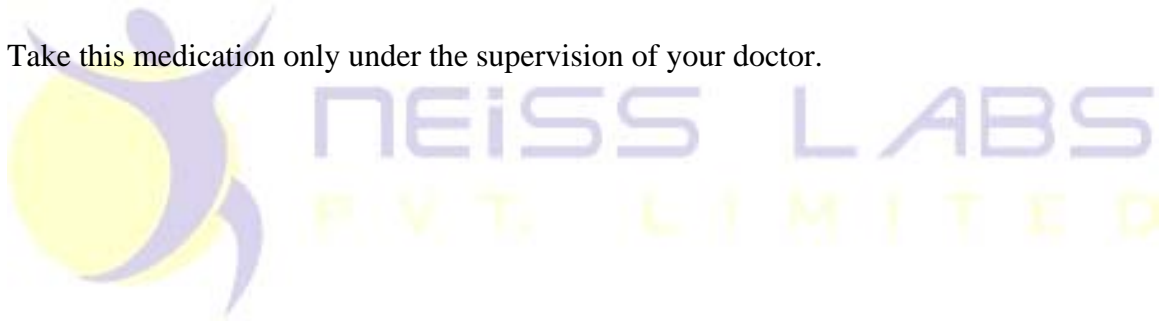 Take this medication only under the supervision of your doctor.
NEiSS LABS
PVT. LIMITED